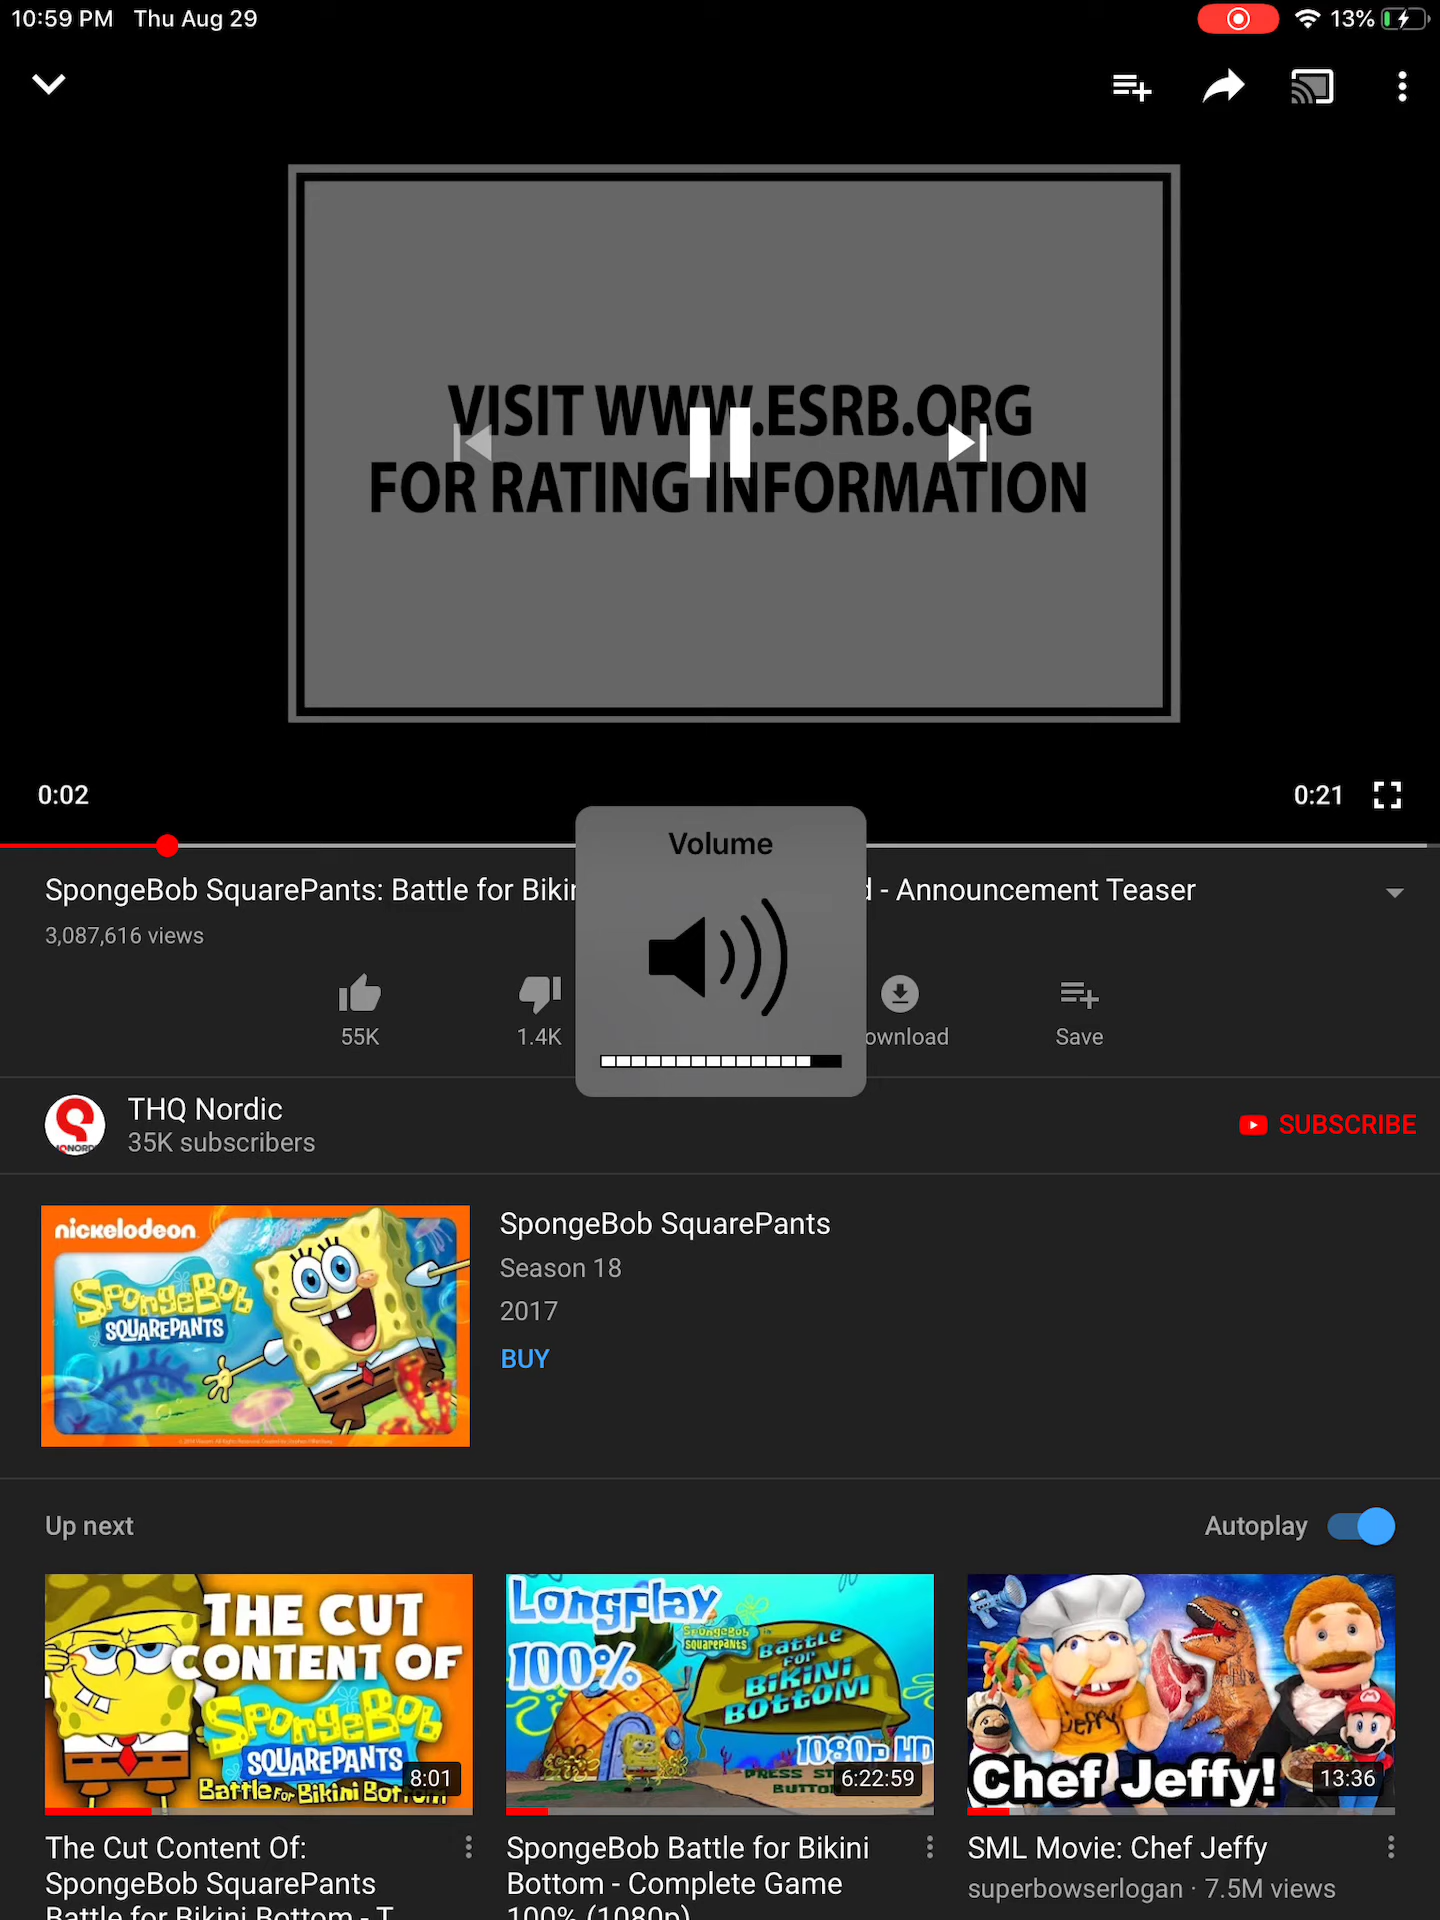 10:59 PM Thu Aug 29
13%
VISIT WWW.ESRB.ORG
FOR RATING INFORMATION
0:02
0:21
Volume
SpongeBob SquarePants: Battle for Bikin d - Announcement Teaser
3,087,616 views
55K
1.4K
ownload
Save
THQ Nordic
35K subscribers
SUBSCRIBE
nickelodeon
SpongeBob
SQUAREPANTS
SpongeBob SquarePants
Season 18
2017
BUY
Up next
Autoplay
THE CUT
CONTENT OF
SpongeBob
SQUAREPANTS
Battle for Bikini Bottom
8:01
Longplay
100%
SpongeBob
SQUAREPANTS
BATTLE
FOR
BIKINI
BOTTOM
1080p HD
PRESS ST
BUTTO
6:22:59
JEFFY
Chef Jeffy!
13:36
The Cut Content Of:
SpongeBob SquarePants
Battle for Bikini Bottom - T
SpongeBob Battle for Bikini
Bottom - Complete Game
100% (1080p)
SML Movie: Chef Jeffy
superbowserlogan · 7.5M views